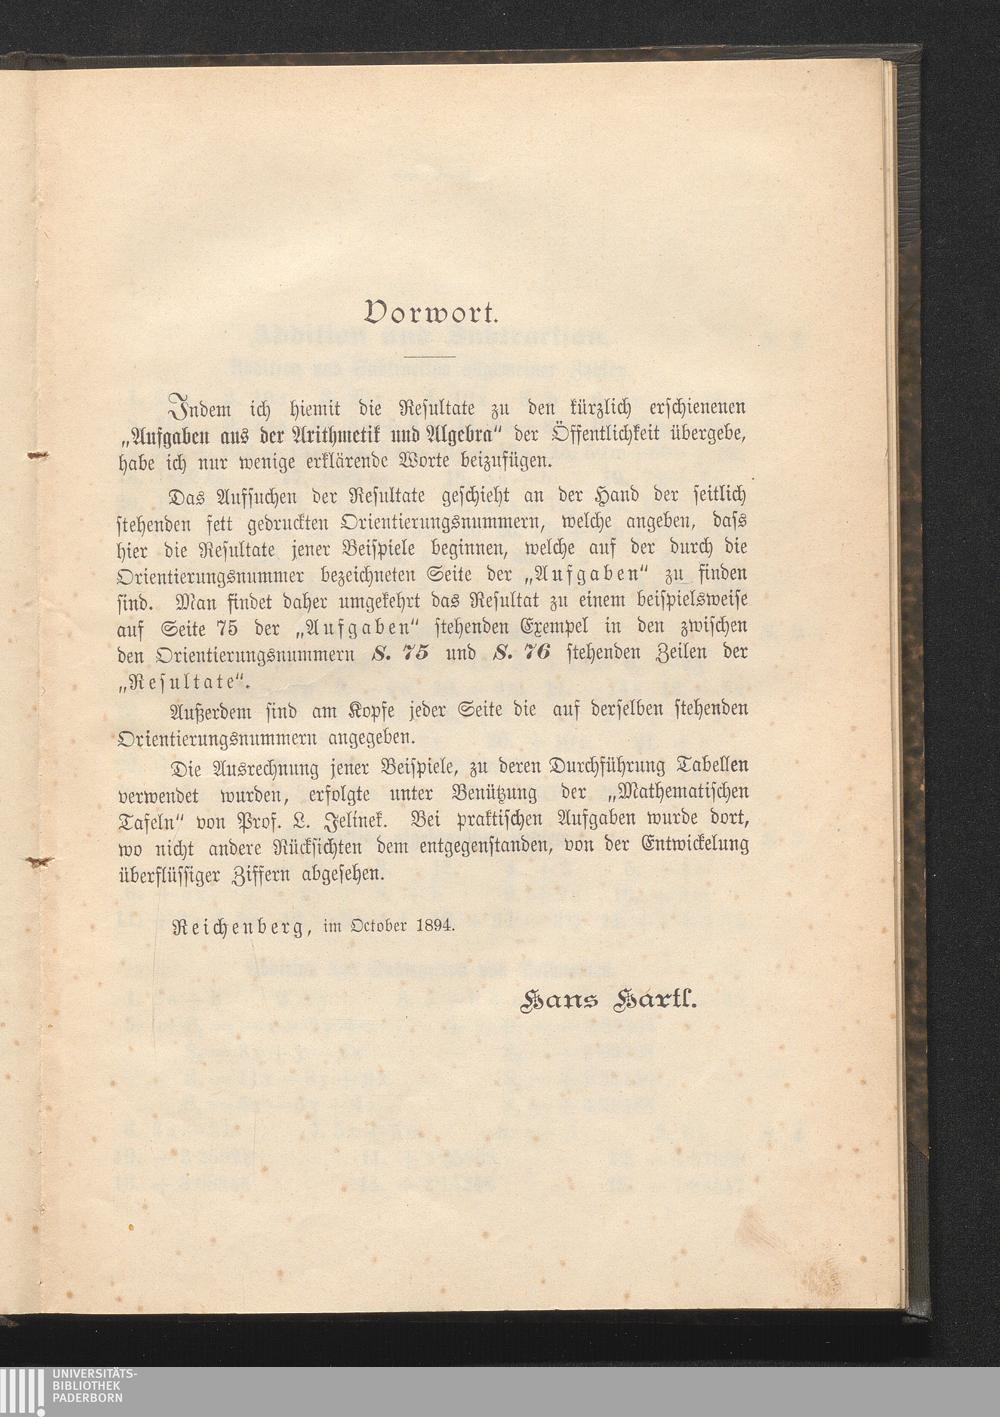 Vorwort.
Indem ich hiemit die Resultate zu den kürzlich erschienenen
„Aufgaben aus der Arithmetik und Algebra" der Öffentlichkeit übergebe,
habe ich nur wenige erklärende Worte beizufügen.
Das Aufsuchen der Resultate geschieht an der Hand der seitlich
stehenden fett gedruckten Orientierungsnummern, welche angeben, dass
hier die Resultate jener Beispiele beginnen, welche auf der durch die
Orientierungsnummer bezeichneten Seite der „Aufgaben" zu finden
sind. Man findet daher umgekehrt das Resultat zu einem beispielsweise
auf Seite 75 der „Aufgaben" stehenden Exempel in den zwischen
den Orientierungsnummern S. 75 und S. 76 stehenden Zeilen der
„Resultate".
Außerdem sind am Kopfe jeder Seite die auf derselben stehenden
Orientierungsnummern angegeben.
Die Ausrechnung jener Beispiele, zu deren Durchführung Tabellen
verwendet wurden, erfolgte unter Benützung der „Mathematischen
Tafeln" von Prof. L. Jelinek. Bei praktischen Aufgaben wurde dort,
wo nicht andere Rücksichten dem entgegenstanden, von der Entwickelung
überflüssiger Ziffern abgesehen.
Reichenberg, im October 1894.
Hans Hartl.
UNIVERSITÄTS-
BIBLIOTHEK
PADERBORN